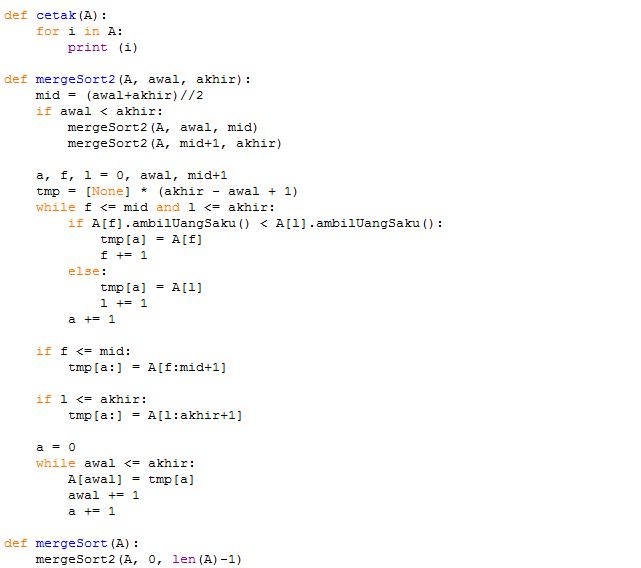 def cetak(A):
    for i in A:
        print (i)

def mergeSort2(A, awal, akhir):
    mid = (awal+akhir)//2
    if awal < akhir:
        mergeSort2(A, awal, mid)
        mergeSort2(A, mid+1, akhir)

    a, f, l = 0, awal, mid+1
    tmp = [None] * (akhir - awal + 1)
    while f <= mid and l <= akhir:
        if A[f].ambilUangSaku() < A[l].ambilUangSaku():
            tmp[a] = A[f]
            f += 1
        else:
            tmp[a] = A[l]
            l += 1
        a += 1

    if f <= mid:
        tmp[a:] = A[f:mid+1]

    if l <= akhir:
        tmp[a:] = A[l:akhir+1]

    a = 0
    while awal <= akhir:
        A[awal] = tmp[a]
        awal += 1
        a += 1

def mergeSort(A):
    mergeSort2(A, 0, len(A)-1)